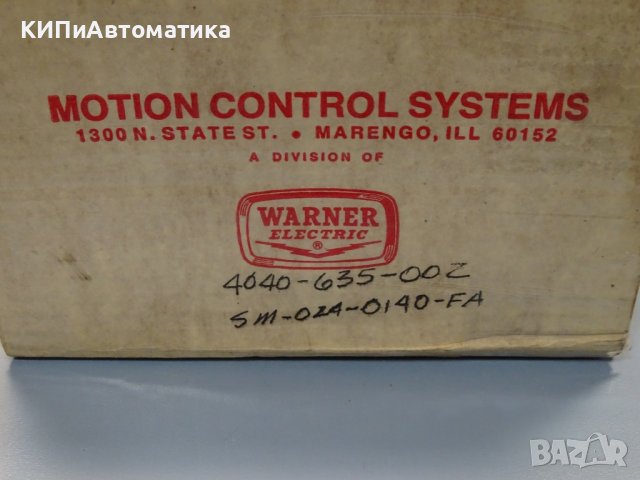 КИПиАвтоматика
MOTION CONTROL SYSTEMS
1300 N. STATE ST. • MARENGO, ILL 60152
A DIVISION OF
WARNER
ELECTRIC
®
4040-635-002
SM-024-0140-FA
BAZAR